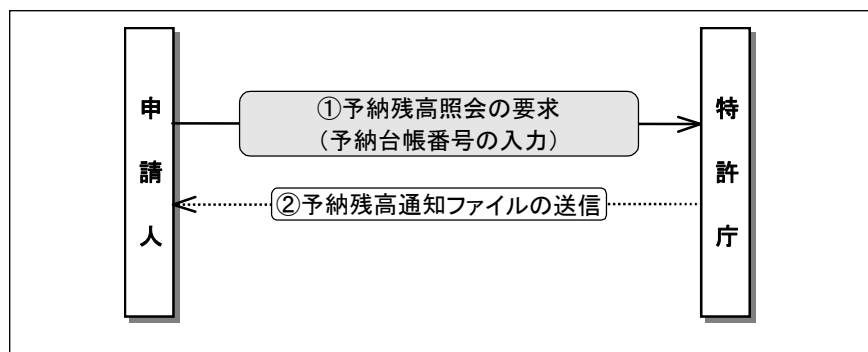 申請人
①予納残高照会の要求
(予納台帳番号の入力)
②予納残高通知ファイルの送信
特許庁